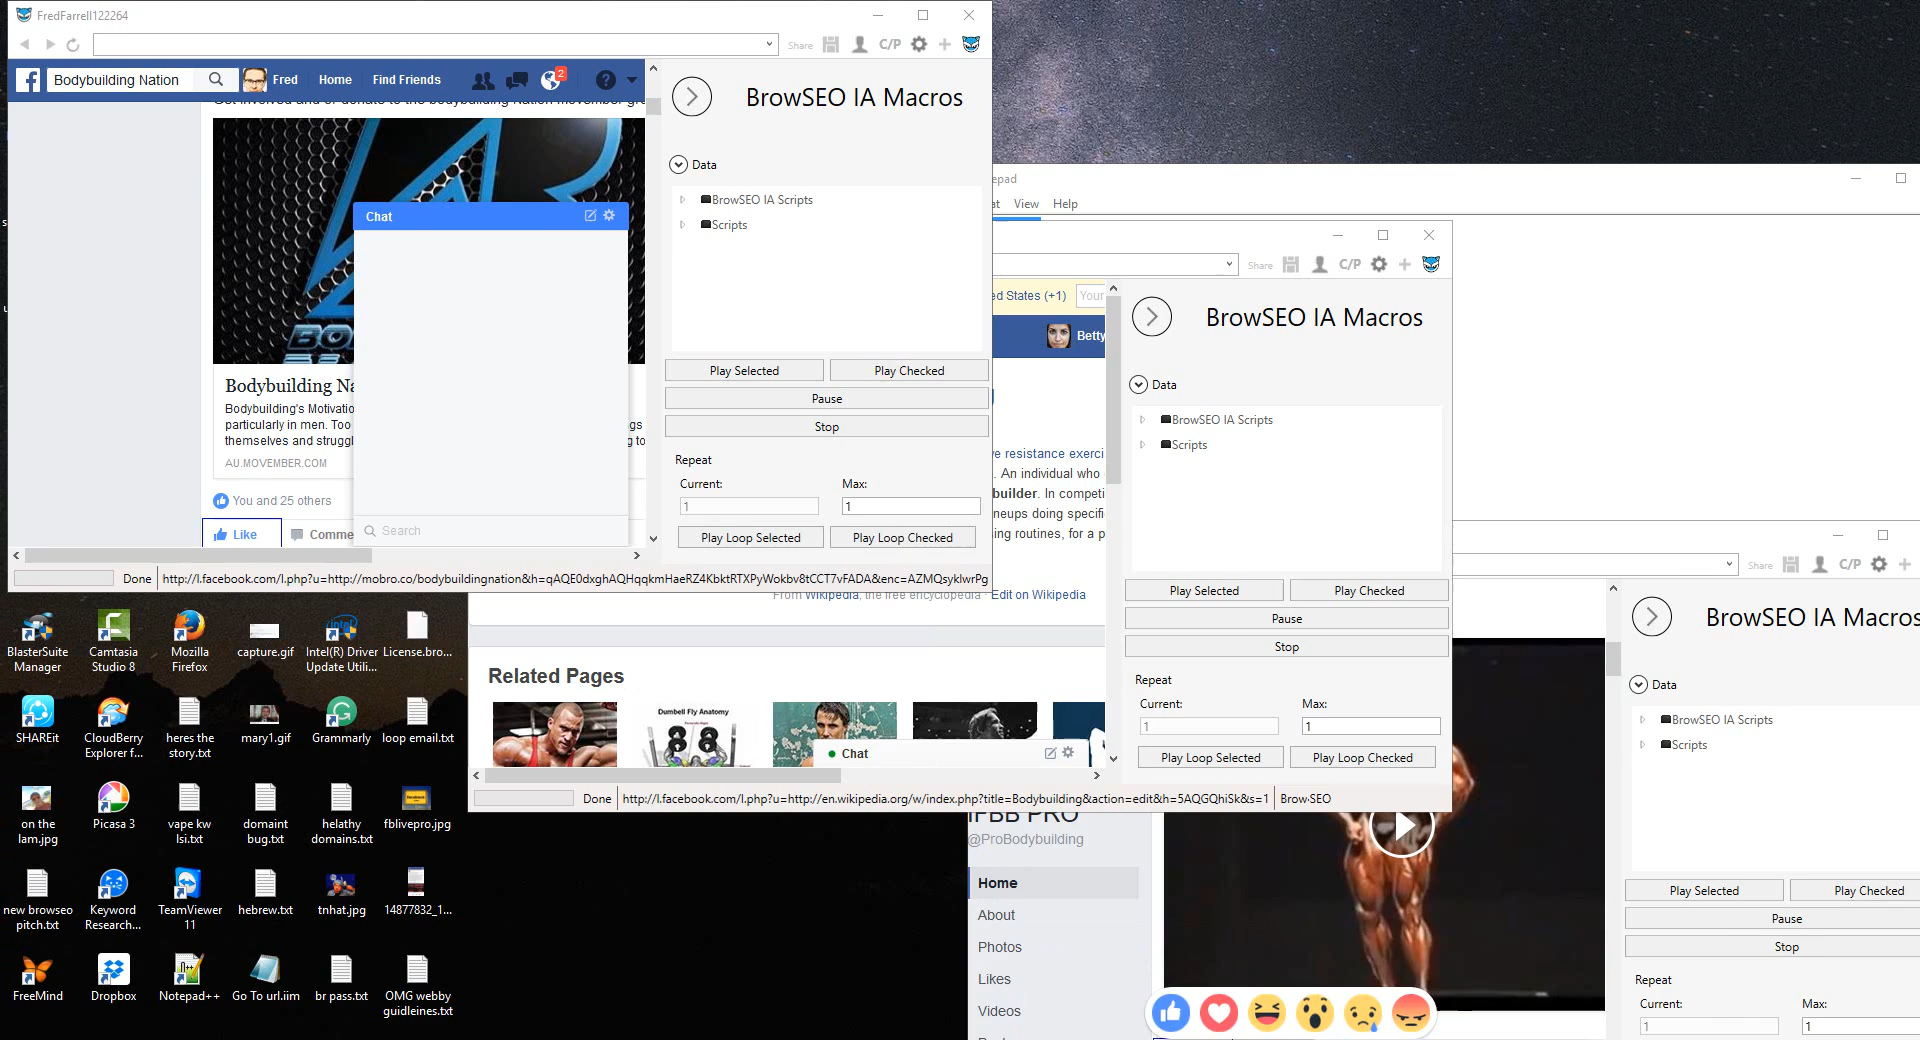 FredFarrell122264
Share
C/P
Bodybuilding Nation
Fred
Home
Find Friends
2
?
BrowSEO IA Macros
Data
BrowSEO IA Scripts
Scripts
Play Selected
Play Checked
Pause
Stop
Repeat
Current:
Max:
1
1
Play Loop Selected
Play Loop Checked
Chat
Search
Bodybuilding Na
Bodybuilding's Motivatio
particularly in men. Too
themselves and struggl
ngs
g to
AU.MOVEMBER.COM
You and 25 others
Like
Comme
Done
http://l.facebook.com/l.php?u=http://mobro.co/bodybuildingnation&h=qAQE0dxghAQHqqkmHaeRZ4KbktRTXPyWokbv8tCCT7vFADA&enc=AZMQsyklwrPg
epad
at
View
Help
Share
C/P
ed States (+1)
Your
Betty
BrowSEO IA Macros
Data
BrowSEO IA Scripts
Scripts
ve resistance exerci
. An individual who
builder. In competi
neups doing specifi
sing routines, for a p
From Wikipedia, the free encyclopedia · Edit on Wikipedia
Play Selected
Play Checked
Pause
Stop
Repeat
Current:
Max:
1
1
Play Loop Selected
Play Loop Checked
Related Pages
Dumbell Fly Anatomy
Chat
Done
http://l.facebook.com/l.php?u=http://en.wikipedia.org/w/index.php?title=Bodybuilding&action=edit&h=5AQGQhiSk&s=1
Brow-SEO
Share
C/P
BrowSEO IA Macros
Data
BrowSEO IA Scripts
Scripts
Play Selected
Play Checked
Pause
Stop
Repeat
Current:
Max:
1
1
IFBB PRO
@ProBodybuilding
Home
About
Photos
Likes
Videos
BlasterSuite
Manager
Camtasia
Studio 8
Mozilla
Firefox
capture.gif
Intel(R) Driver
Update Utili...
License.bro...
SHAREit
CloudBerry
Explorer f...
heres the
story.txt
mary1.gif
Grammarly
loop email.txt
on the
lam.jpg
Picasa 3
vape kw
lsi.txt
domaint
bug.txt
helathy
domains.txt
fblivepro.jpg
new browseo
pitch.txt
Keyword
Research...
TeamViewer
11
hebrew.txt
tnhat.jpg
14877832_1...
FreeMind
Dropbox
Notepad++
Go To url.iim
br pass.txt
OMG webby
guidleines.txt